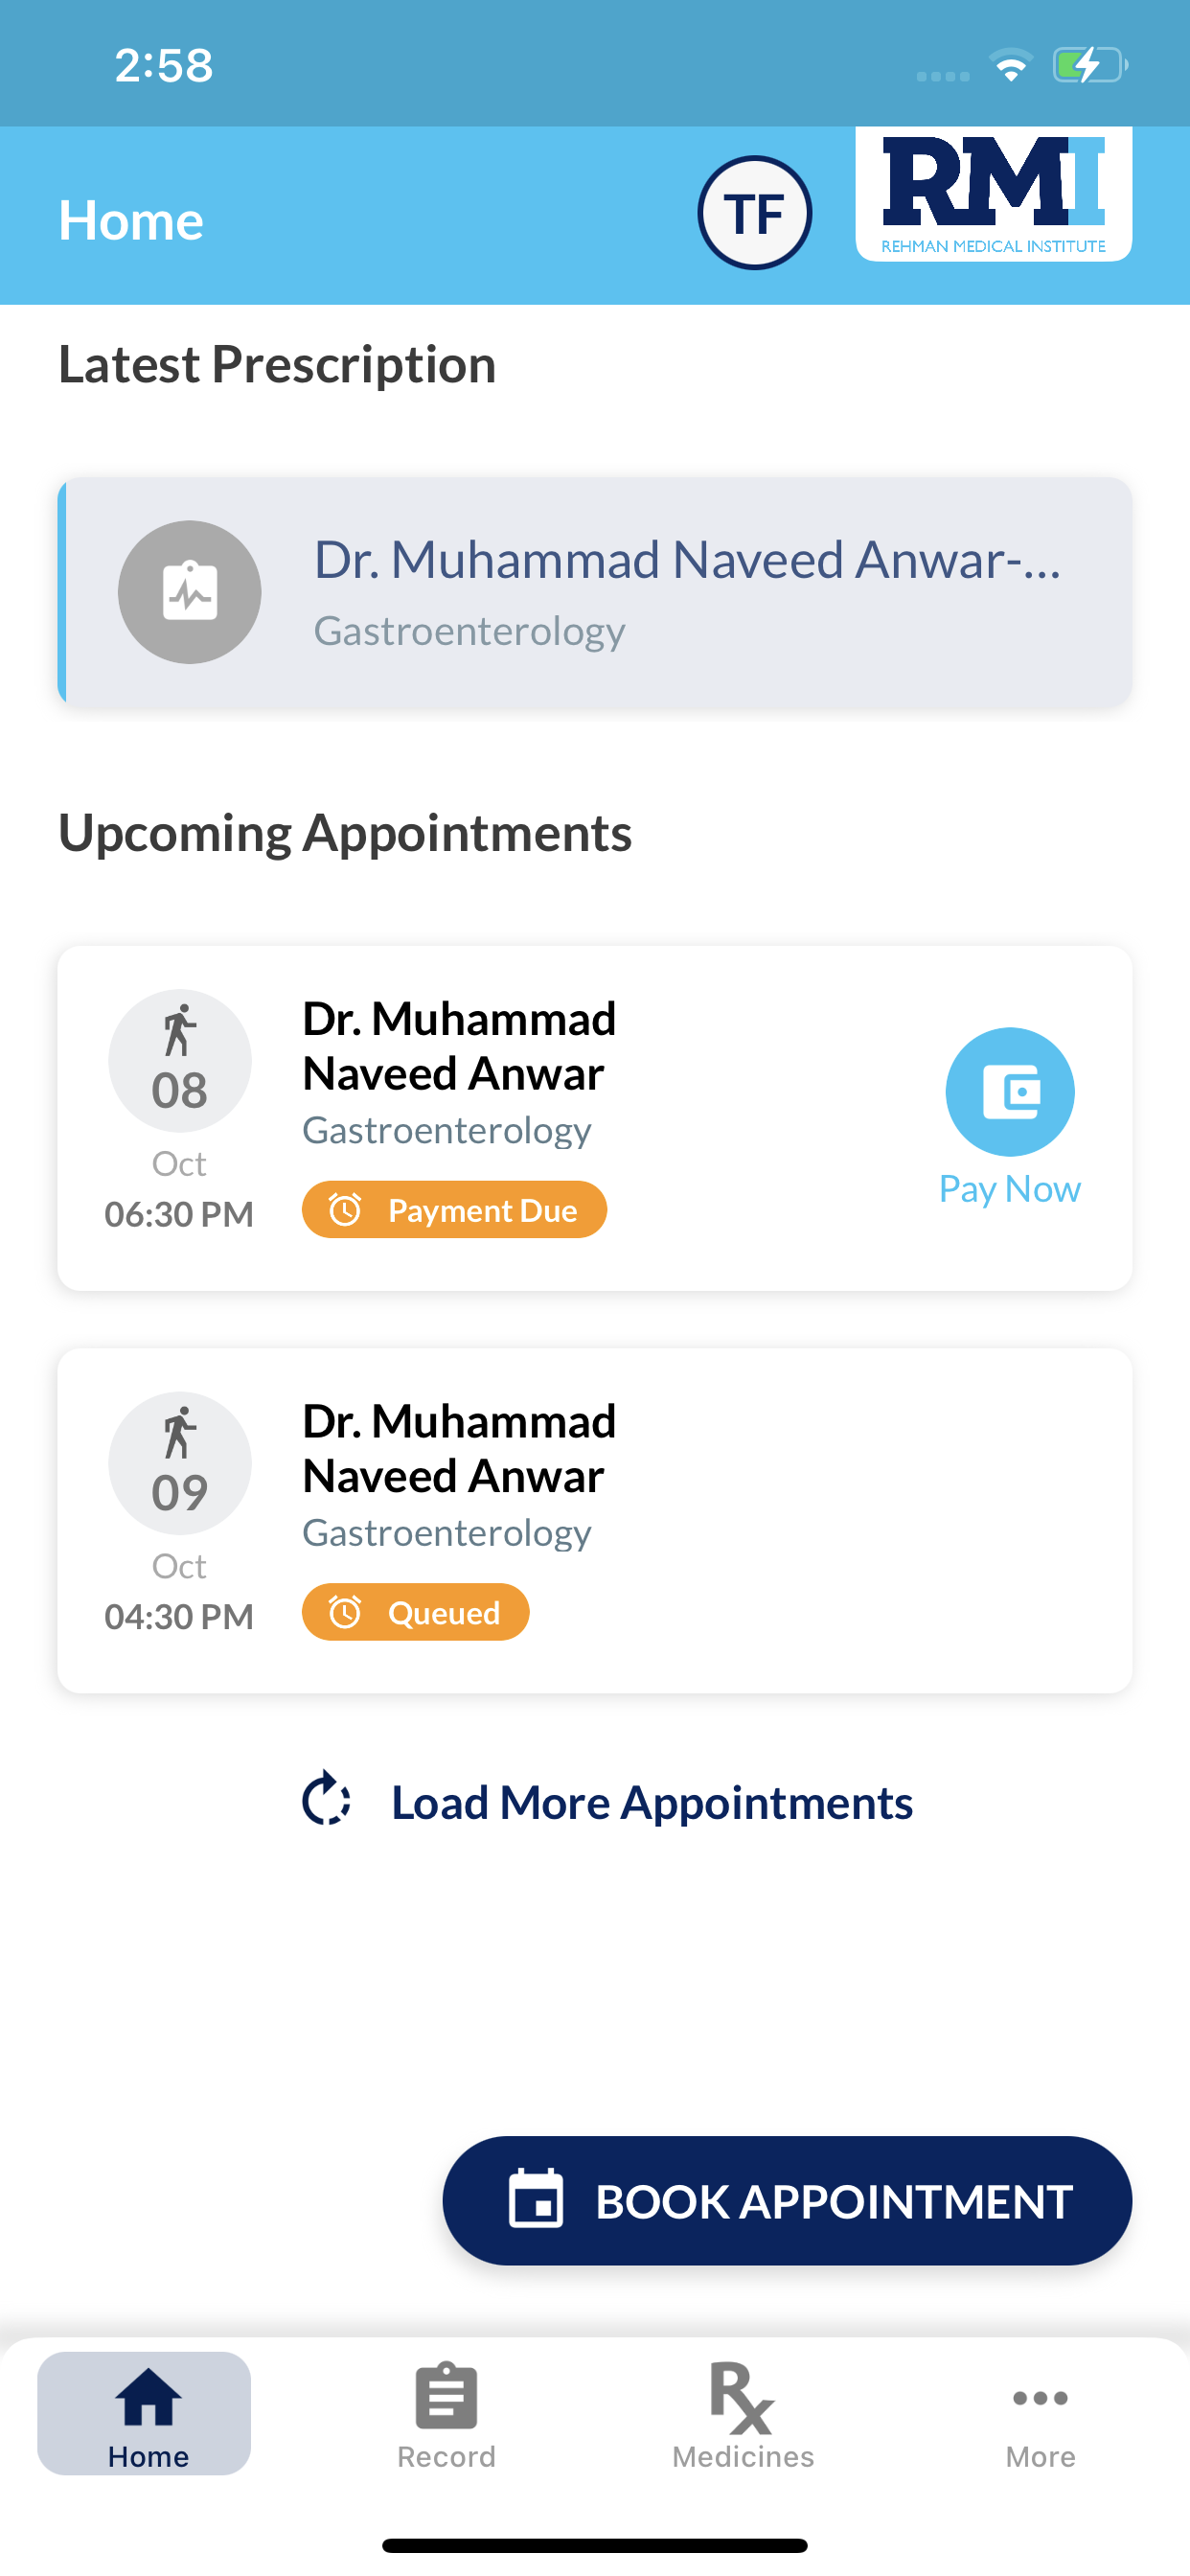 2:58
Home
TF
RMI
REHMAN MEDICAL INSTITUTE
Latest Prescription
Dr. Muhammad Naveed Anwar-...
Gastroenterology
Upcoming Appointments
08
Oct
06:30 PM
Dr. Muhammad
Naveed Anwar
Gastroenterology
Payment Due
Pay Now
09
Oct
04:30 PM
Dr. Muhammad
Naveed Anwar
Gastroenterology
Queued
Load More Appointments
BOOK APPOINTMENT
Home
Record
Rx
Medicines
More